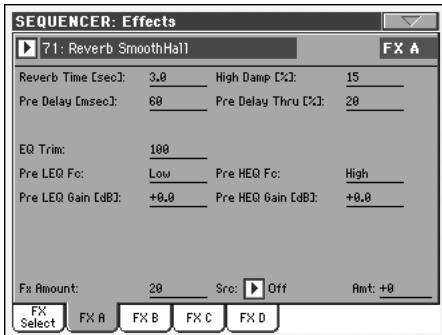 SEQUENCER: Effects
71: Reverb SmoothHall FX A
Reverb Time [sec]: 3.0 High Damp [%]: 15
Pre Delay [msec]: 60 Pre Delay Thru [%]: 20
EQ Trim: 100
Pre LEQ Fc: Low Pre HEQ Fc: High
Pre LEQ Gain [dB]: +0.0 Pre HEQ Gain [dB]: +0.0
Fx Amount: 20 Src: Off Amt: +0
FX Select FX A FX B FX C FX D